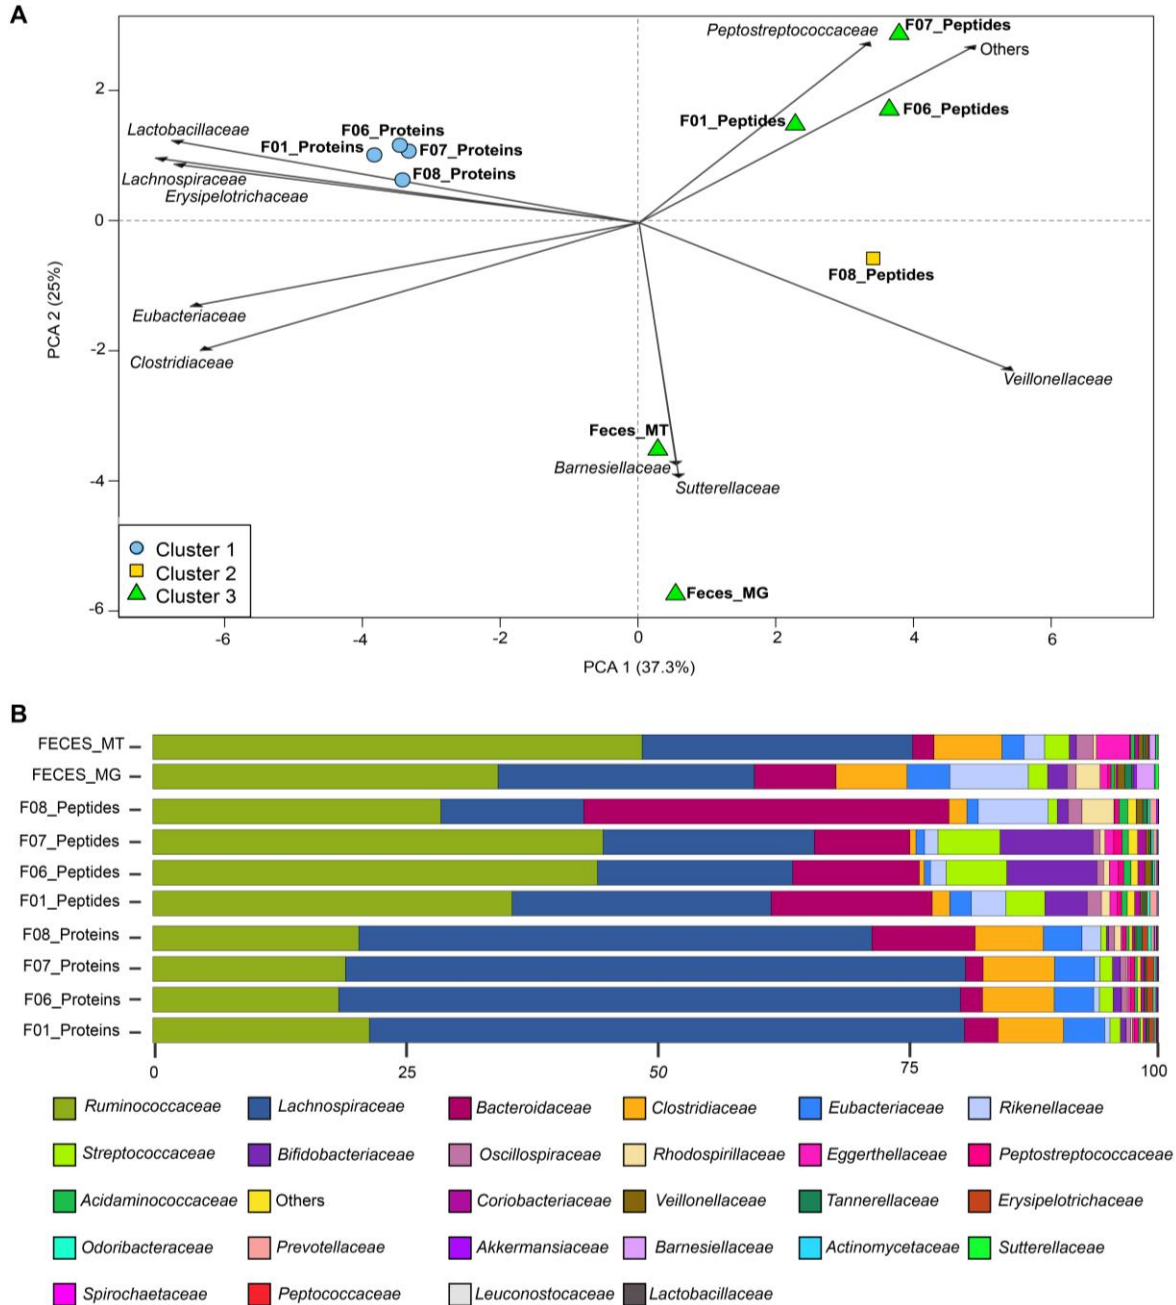 A
Peptostreptococcaceae
F07_Peptides
Others
F01_Peptides
F06_Peptides
Lactobacillaceae
F06_Proteins
F01_Proteins
F07_Proteins
F08_Proteins
Lachnospiraceae
Erysipelotrichaceae
F08_Peptides
Eubacteriaceae
Clostridiaceae
Veillonellaceae
Feces_MT
Barnesiellaceae
Sutterellaceae
Feces_MG
PCA 2 (25%)
2
0
-2
-4
-6
Cluster 1
Cluster 2
Cluster 3
-6 -4 -2 0 2 4 6
PCA 1 (37.3%)
B
FECES_MT
FECES_MG
F08_Peptides
F07_Peptides
F06_Peptides
F01_Peptides
F08_Proteins
F07_Proteins
F06_Proteins
F01_Proteins
0 25 50 75 100
Ruminococcaceae Lachnospiraceae Bacteroidaceae Clostridiaceae Eubacteriaceae Rikenellaceae
Streptococcaceae Bifidobacteriaceae Oscillospiraceae Rhodospirillaceae Eggerthellaceae Peptostreptococcaceae
Acidaminococcaceae Others Coriobacteriaceae Veillonellaceae Tannerellaceae Erysipelotrichaceae
Odoribacteraceae Prevotellaceae Akkermansiaceae Barnesiellaceae Actinomycetaceae Sutterellaceae
Spirochaetaceae Peptococcaceae Leuconostocaceae Lactobacillaceae